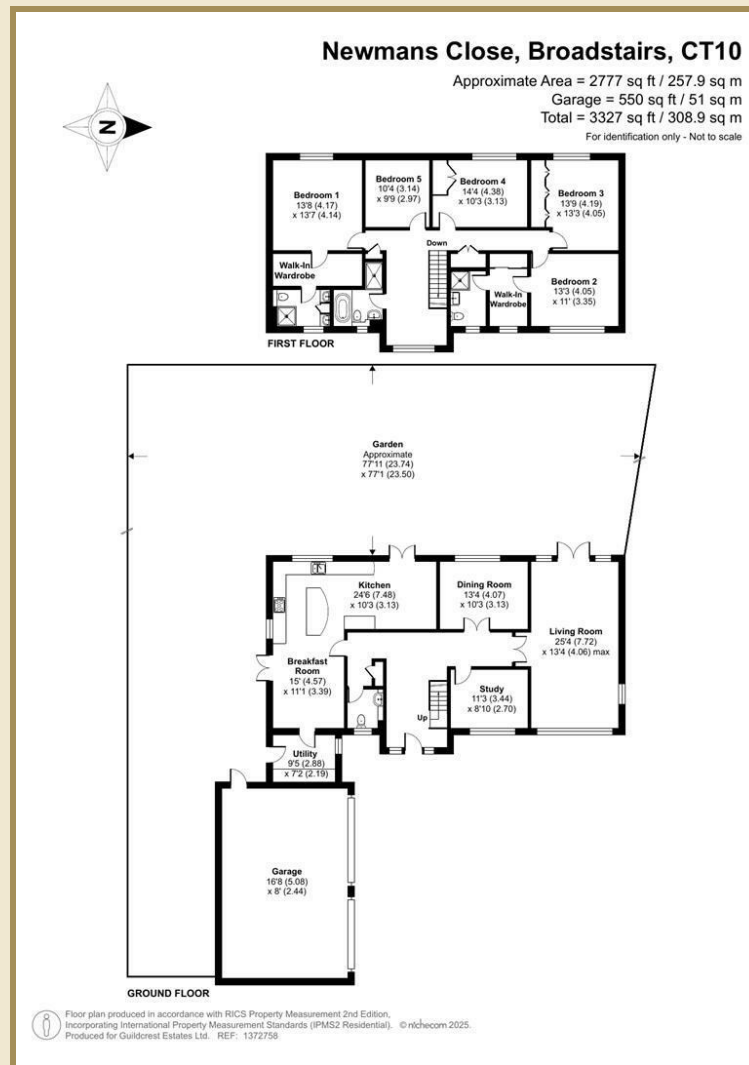 Newmans Close, Broadstairs, CT10
Approximate Area = 2777 sq ft / 257.9 sq m
Garage = 550 sq ft / 51 sq m
Total = 3327 sq ft / 308.9 sq m
For identification only - Not to scale
N
Bedroom 1
13'8 (4.17)
x 13'7 (4.14)
Bedroom 5
10'4 (3.14)
x 9'9 (2.97)
Bedroom 4
14'4 (4.38)
x 10'3 (3.13)
Bedroom 3
13'9 (4.19)
x 13'3 (4.05)
Down
Walk-In
Wardrobe
Walk-In
Wardrobe
Bedroom 2
13'3 (4.05)
x 11' (3.35)
FIRST FLOOR
Garden
Approximate
77'11 (23.74)
x 77'1 (23.50)
Kitchen
24'6 (7.48)
x 10'3 (3.13)
Dining Room
13'4 (4.07)
x 10'3 (3.13)
Living Room
25'4 (7.72)
x 13'4 (4.06) max
Breakfast
Room
15' (4.57)
x 11'1 (3.39)
Study
11'3 (3.44)
x 8'10 (2.70)
Up
Utility
9'5 (2.88)
x 7'2 (2.19)
Garage
16'8 (5.08)
x 8' (2.44)
GROUND FLOOR
Floor plan produced in accordance with RICS Property Measurement 2nd Edition,
Incorporating International Property Measurement Standards (IPMS2 Residential). © nichecom 2025.
Produced for Guildcrest Estates Ltd. REF: 1372758